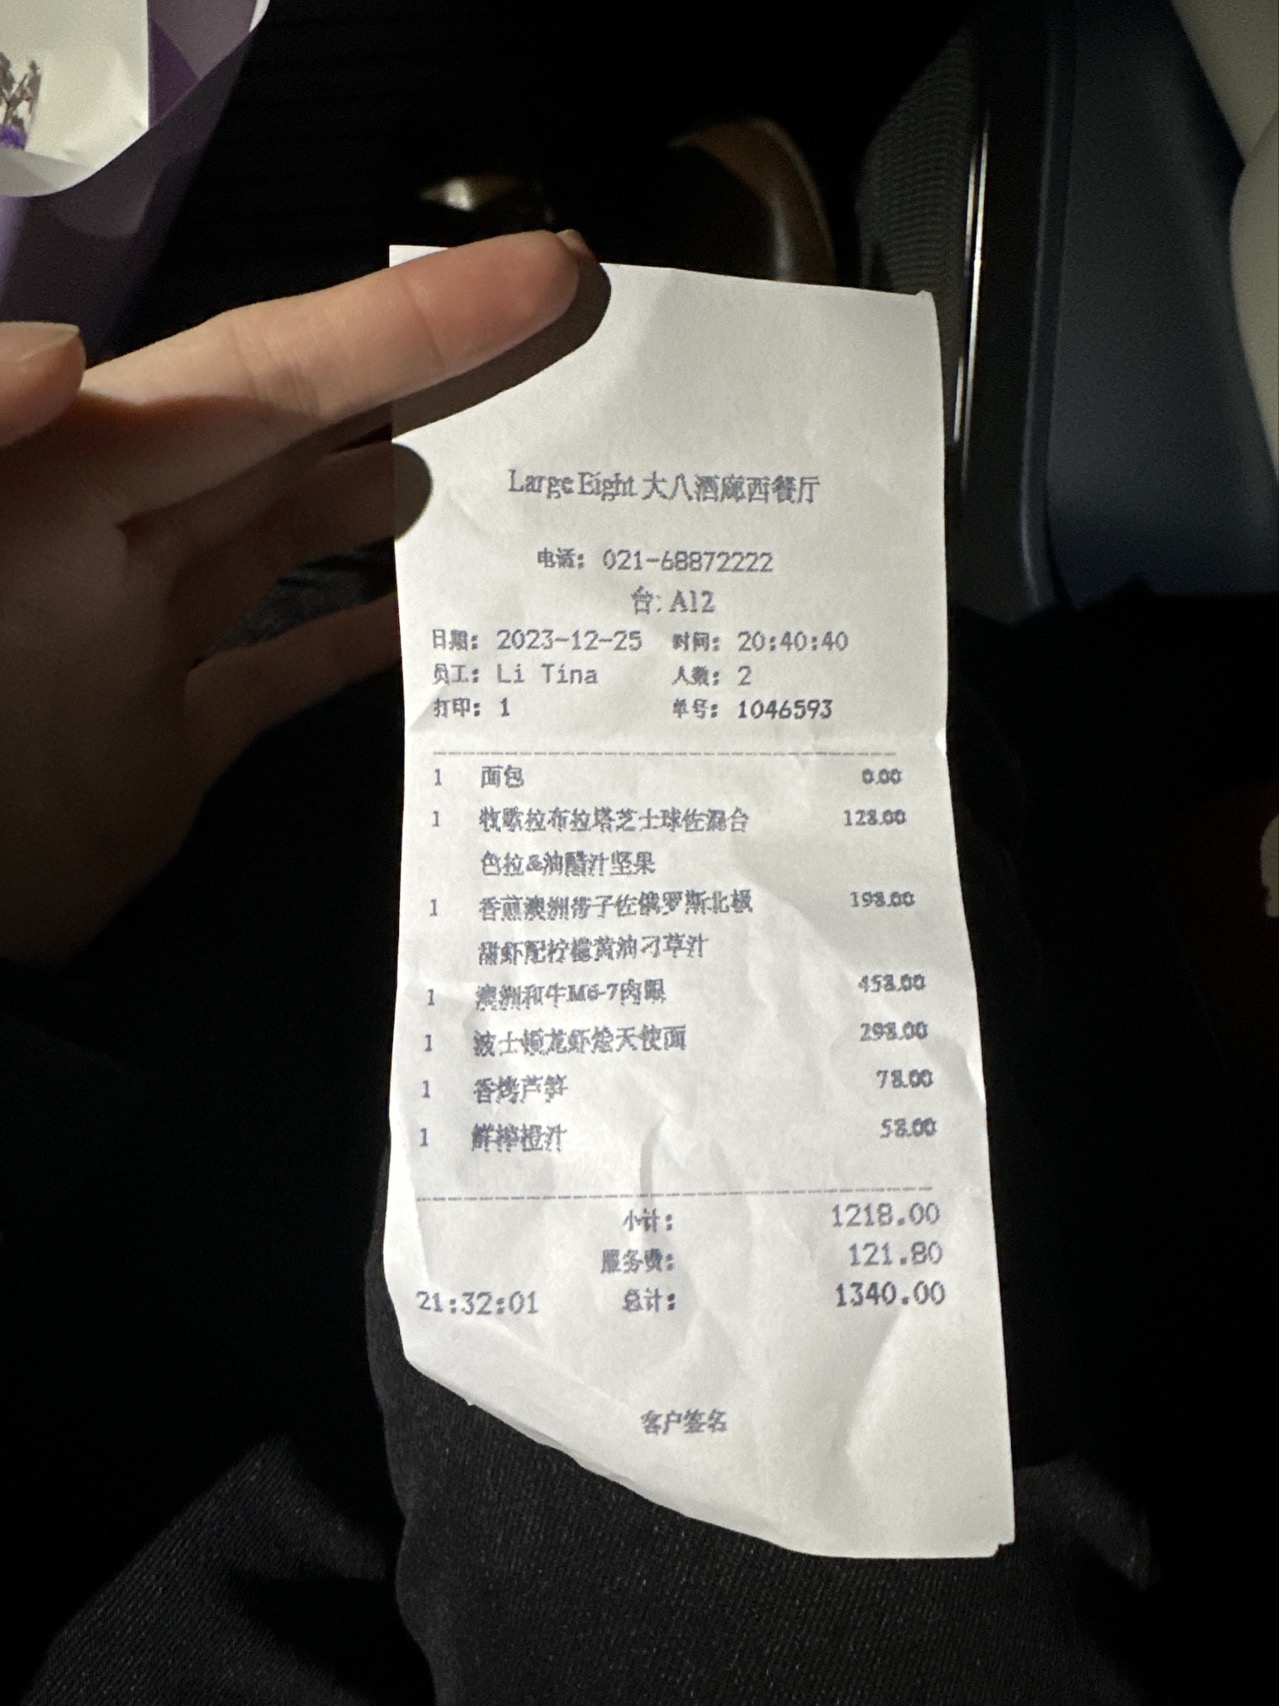 Large Eight 大八酒廊西餐厅
电话: 021-68872222
台: A12
日期: 2023-12-25 时间: 20:40:40
员工: Li Tina 人数: 2
打印: 1 单号: 1046593
1 面包 0.00
1 牧歌拉布拉塔芝士球佐混合 128.00
色拉&油醋汁坚果
1 香煎澳洲带子佐俄罗斯北极 198.00
甜虾配柠檬黄油刁草汁
1 澳洲和牛M6-7肉眼 458.00
1 波士顿龙虾烩天使面 298.00
1 香烤芦笋 78.00
1 鲜榨橙汁 58.00
小计: 1218.00
服务费: 121.80
21:32:01 总计: 1340.00
客户签名